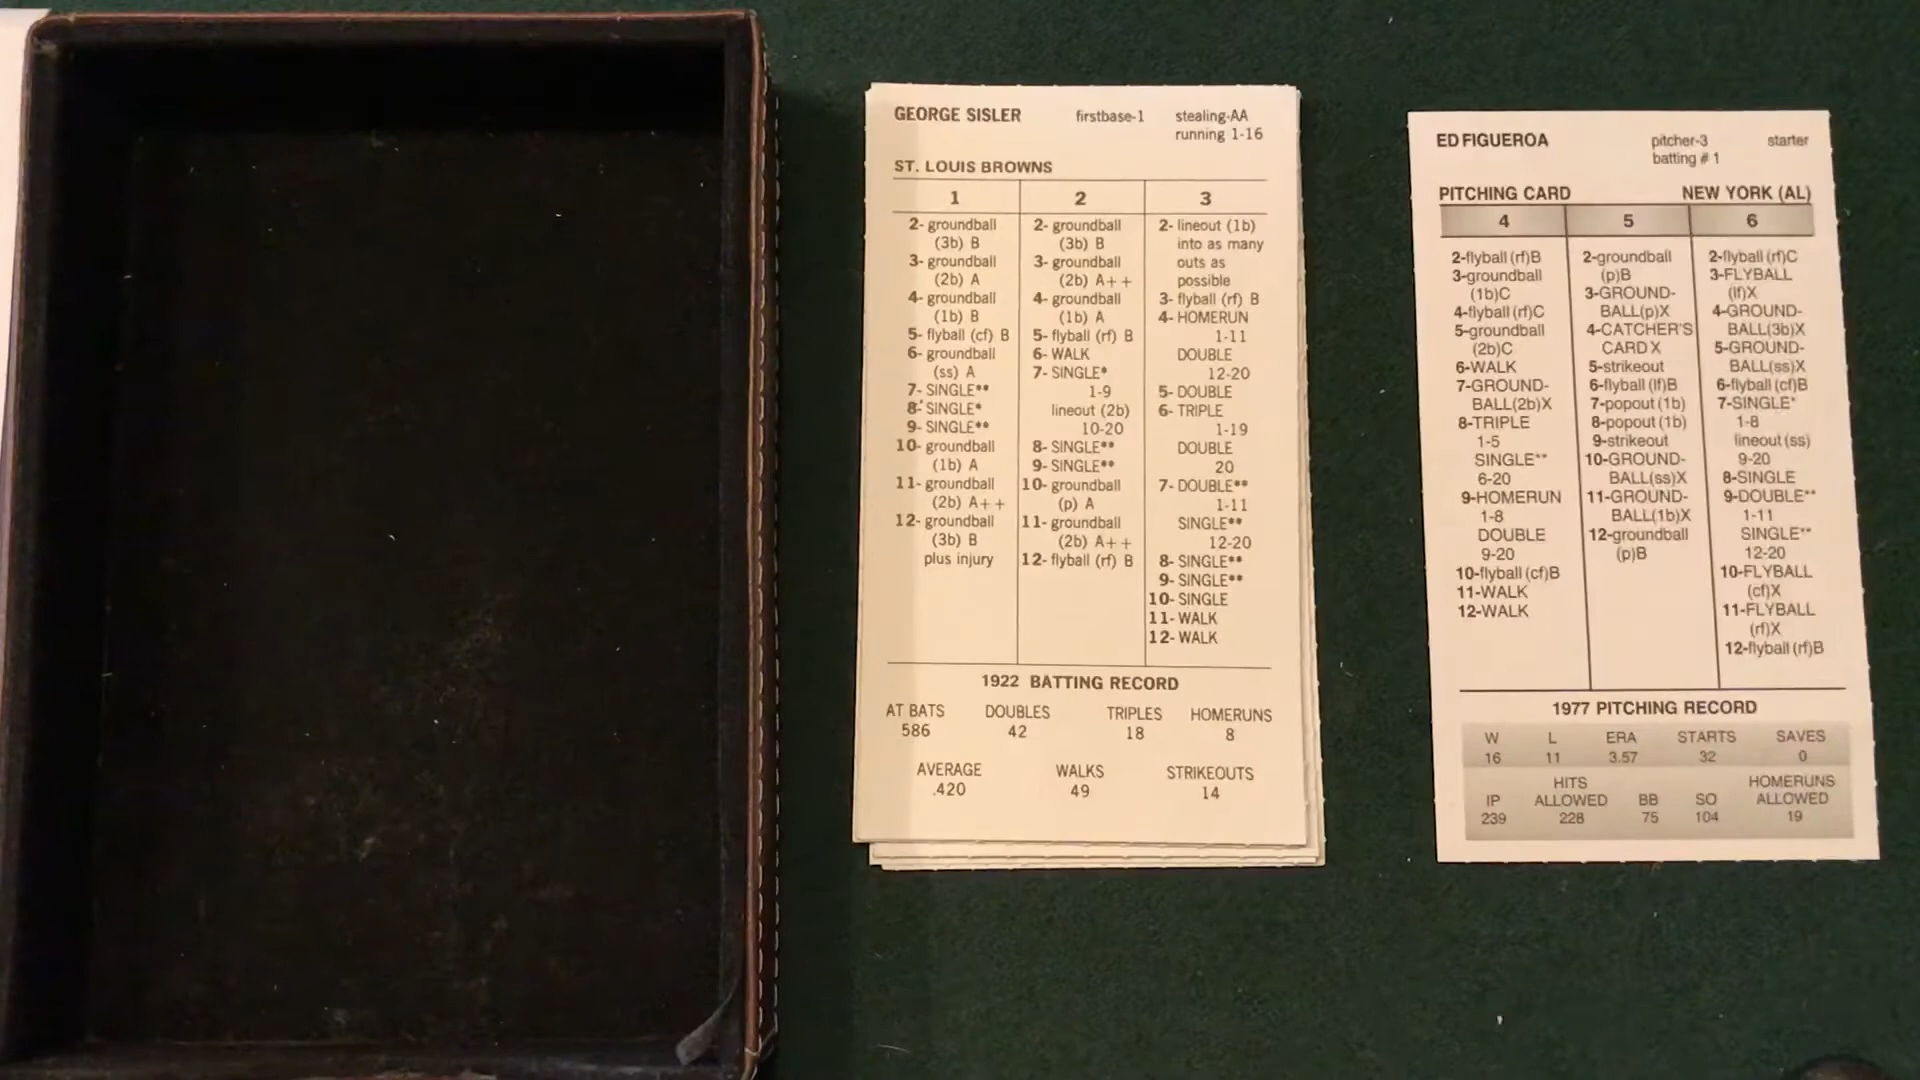 GEORGE SISLER firstbase-1 stealing-AA
running 1-16
ST. LOUIS BROWNS
1
2- groundball
(3b) B
3- groundball
(2b) A
4- groundball
(1b) B
5- flyball (cf) B
6- groundball
(ss) A
7- SINGLE**
8- SINGLE*
9- SINGLE**
10- groundball
(1b) A
11- groundball
(2b) A++
12- groundball
(3b) B
plus injury
2
2- groundball
(3b) B
3- groundball
(2b) A++
4- groundball
(1b) A
5- flyball (rf) B
6- WALK
7- SINGLE*
1-9
lineout (2b)
10-20
8- SINGLE**
9- SINGLE**
10- groundball
(p) A
11- groundball
(2b) A++
12- flyball (rf) B
3
2- lineout (1b)
into as many
outs as
possible
3- flyball (rf) B
4- HOMERUN
1-11
DOUBLE
12-20
5- DOUBLE
6- TRIPLE
1-19
DOUBLE
20
7- DOUBLE**
1-11
SINGLE**
12-20
8- SINGLE**
9- SINGLE**
10- SINGLE
11- WALK
12- WALK
1922 BATTING RECORD
AT BATS DOUBLES TRIPLES HOMERUNS
586 42 18 8
AVERAGE WALKS STRIKEOUTS
.420 49 14
ED FIGUEROA pitcher-3 starter
batting # 1
PITCHING CARD NEW YORK (AL)
4
2-flyball (rf)B
3-groundball
(1b)C
4-flyball (rf)C
5-groundball
(2b)C
6-WALK
7-GROUND-
BALL(2b)X
8-TRIPLE
1-5
SINGLE**
6-20
9-HOMERUN
1-8
DOUBLE
9-20
10-flyball (cf)B
11-WALK
12-WALK
5
2-groundball
(p)B
3-GROUND-
BALL(p)X
4-CATCHER'S
CARD X
5-strikeout
6-flyball (lf)B
7-popout (1b)
8-popout (1b)
9-strikeout
10-GROUND-
BALL(ss)X
11-GROUND-
BALL(1b)X
12-groundball
(p)B
6
2-flyball (rf)C
3-FLYBALL
(lf)X
4-GROUND-
BALL(3b)X
5-GROUND-
BALL(ss)X
6-flyball (cf)B
7-SINGLE*
1-8
lineout (ss)
9-20
8-SINGLE
9-DOUBLE**
1-11
SINGLE**
12-20
10-FLYBALL
(cf)X
11-FLYBALL
(rf)X
12-flyball (rf)B
1977 PITCHING RECORD
W L ERA STARTS SAVES
16 11 3.57 32 0
HITS HOMERUNS
IP ALLOWED BB SO ALLOWED
239 228 75 104 19